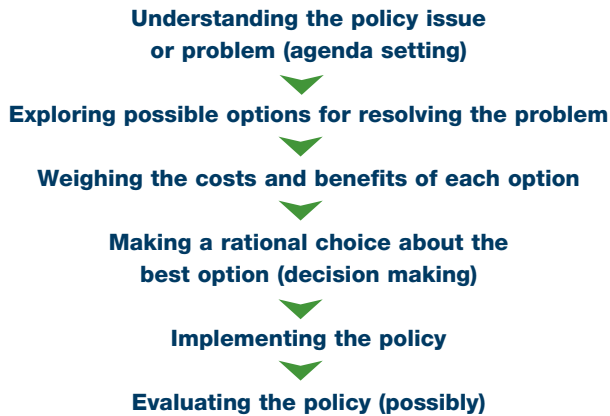 Understanding the policy issue
or problem (agenda setting)
Exploring possible options for resolving the problem
Weighing the costs and benefits of each option
Making a rational choice about the
best option (decision making)
Implementing the policy
Evaluating the policy (possibly)